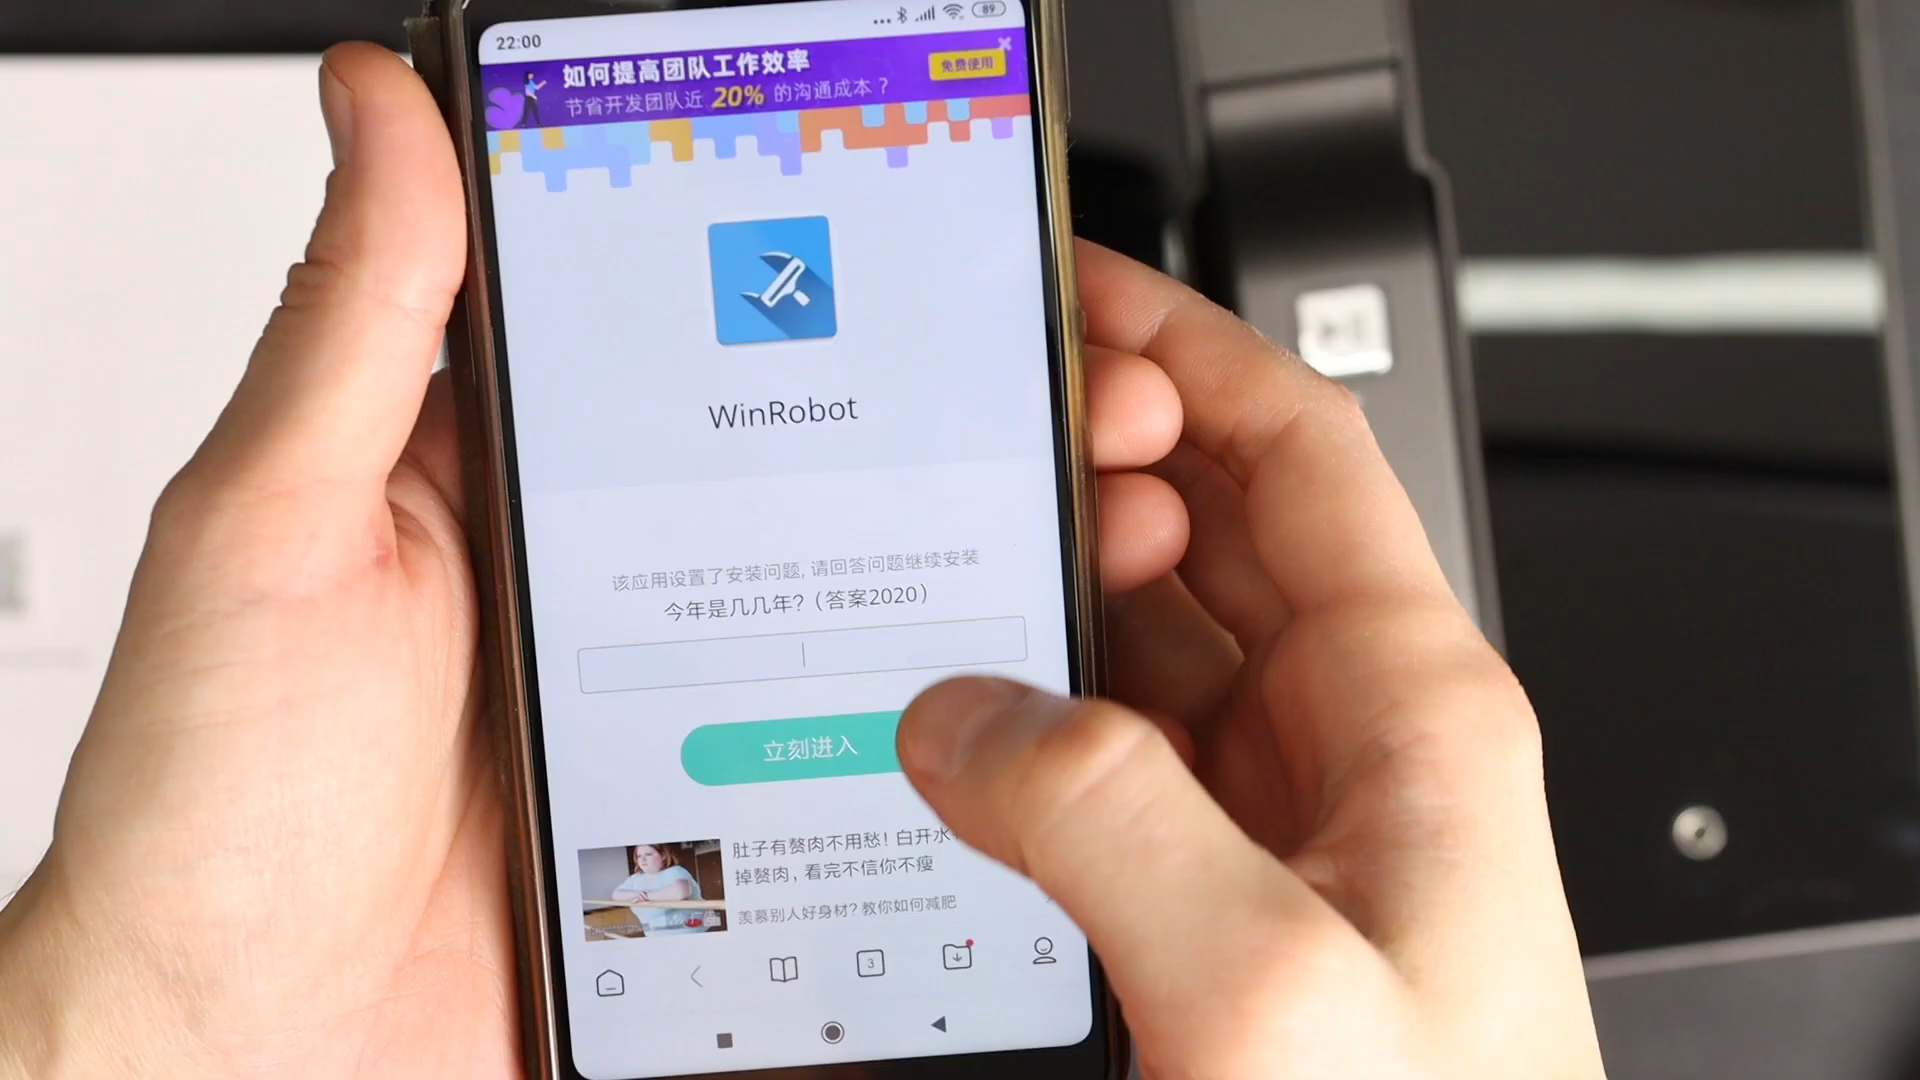 22:00
89
如何提高团队工作效率
免费使用
节省开发团队近 20% 的沟通成本？
WinRobot
该应用设置了安装问题, 请回答问题继续安装
今年是几几年?（答案2020）
立刻进入
肚子有赘肉不用愁！白开水
掉赘肉，看完不信你不瘦
羡慕别人好身材? 教你如何减肥
3